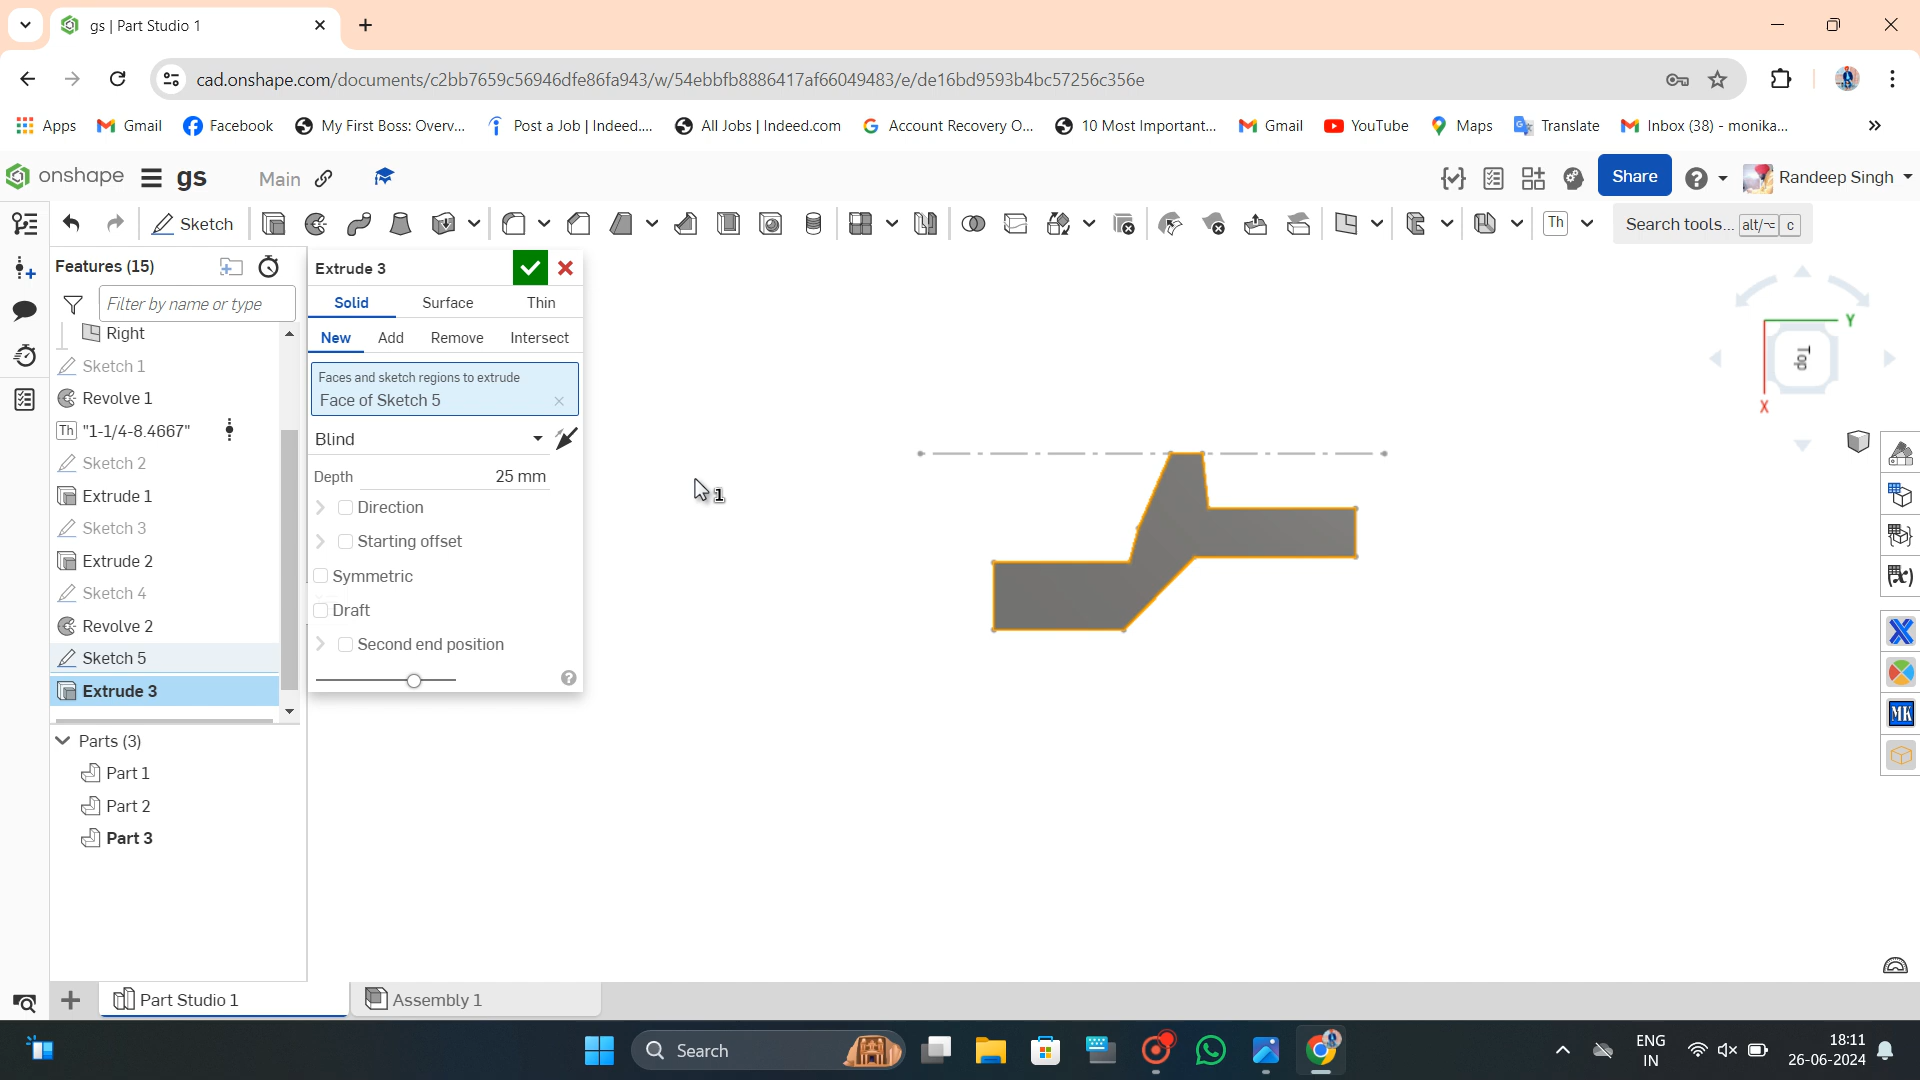 gs | Part Studio 1
cad.onshape.com/documents/c2bb7659c56946dfe86fa943/w/54ebbfb8886417af66049483/e/de16bd9593b4bc57256c356e
Apps
Gmail
Facebook
My First Boss: Overv...
Post a Job | Indeed....
All Jobs | Indeed.com
Account Recovery O...
10 Most Important...
Gmail
YouTube
Maps
Translate
Inbox (38) - monika...
onshape
gs
Main
Share
Randeep Singh
Sketch
Th
Search tools... alt/⌥ c
Features (15)
Filter by name or type
Right
Sketch 1
Revolve 1
Th "1-1/4-8.4667"
Sketch 2
Extrude 1
Sketch 3
Extrude 2
Sketch 4
Revolve 2
Sketch 5
Extrude 3
Parts (3)
Part 1
Part 2
Part 3
Extrude 3
Solid
Surface
Thin
New
Add
Remove
Intersect
Faces and sketch regions to extrude
Face of Sketch 5
Blind
Depth
25 mm
Direction
Starting offset
Symmetric
Draft
Second end position
1
Y
Top
X
(x)
MK
Part Studio 1
Assembly 1
Search
ENG
IN
18:11
26-06-2024